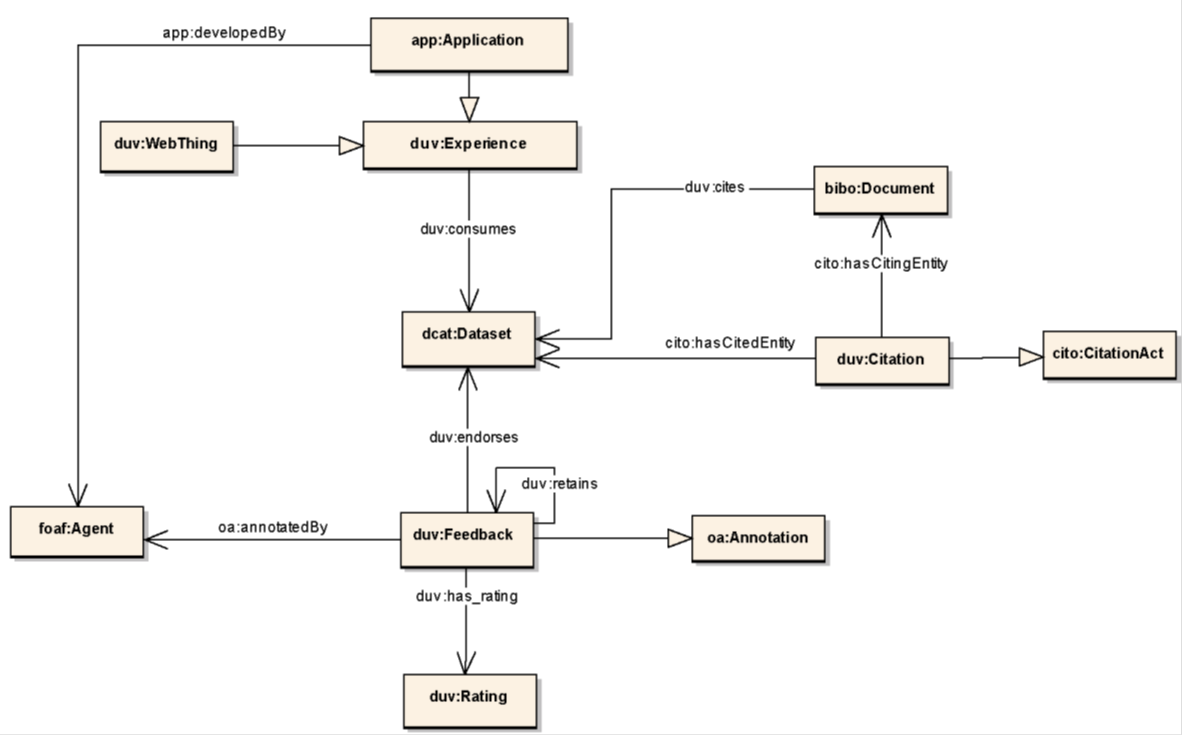 app:developedBy
app:Application
duv:WebThing
duv:Experience
duv:cites
bibo:Document
duv:consumes
cito:hasCitingEntity
dcat:Dataset
cito:hasCitedEntity
duv:Citation
cito:CitationAct
duv:endorses
duv:retains
foaf:Agent
oa:annotatedBy
duv:Feedback
oa:Annotation
duv:has_rating
duv:Rating